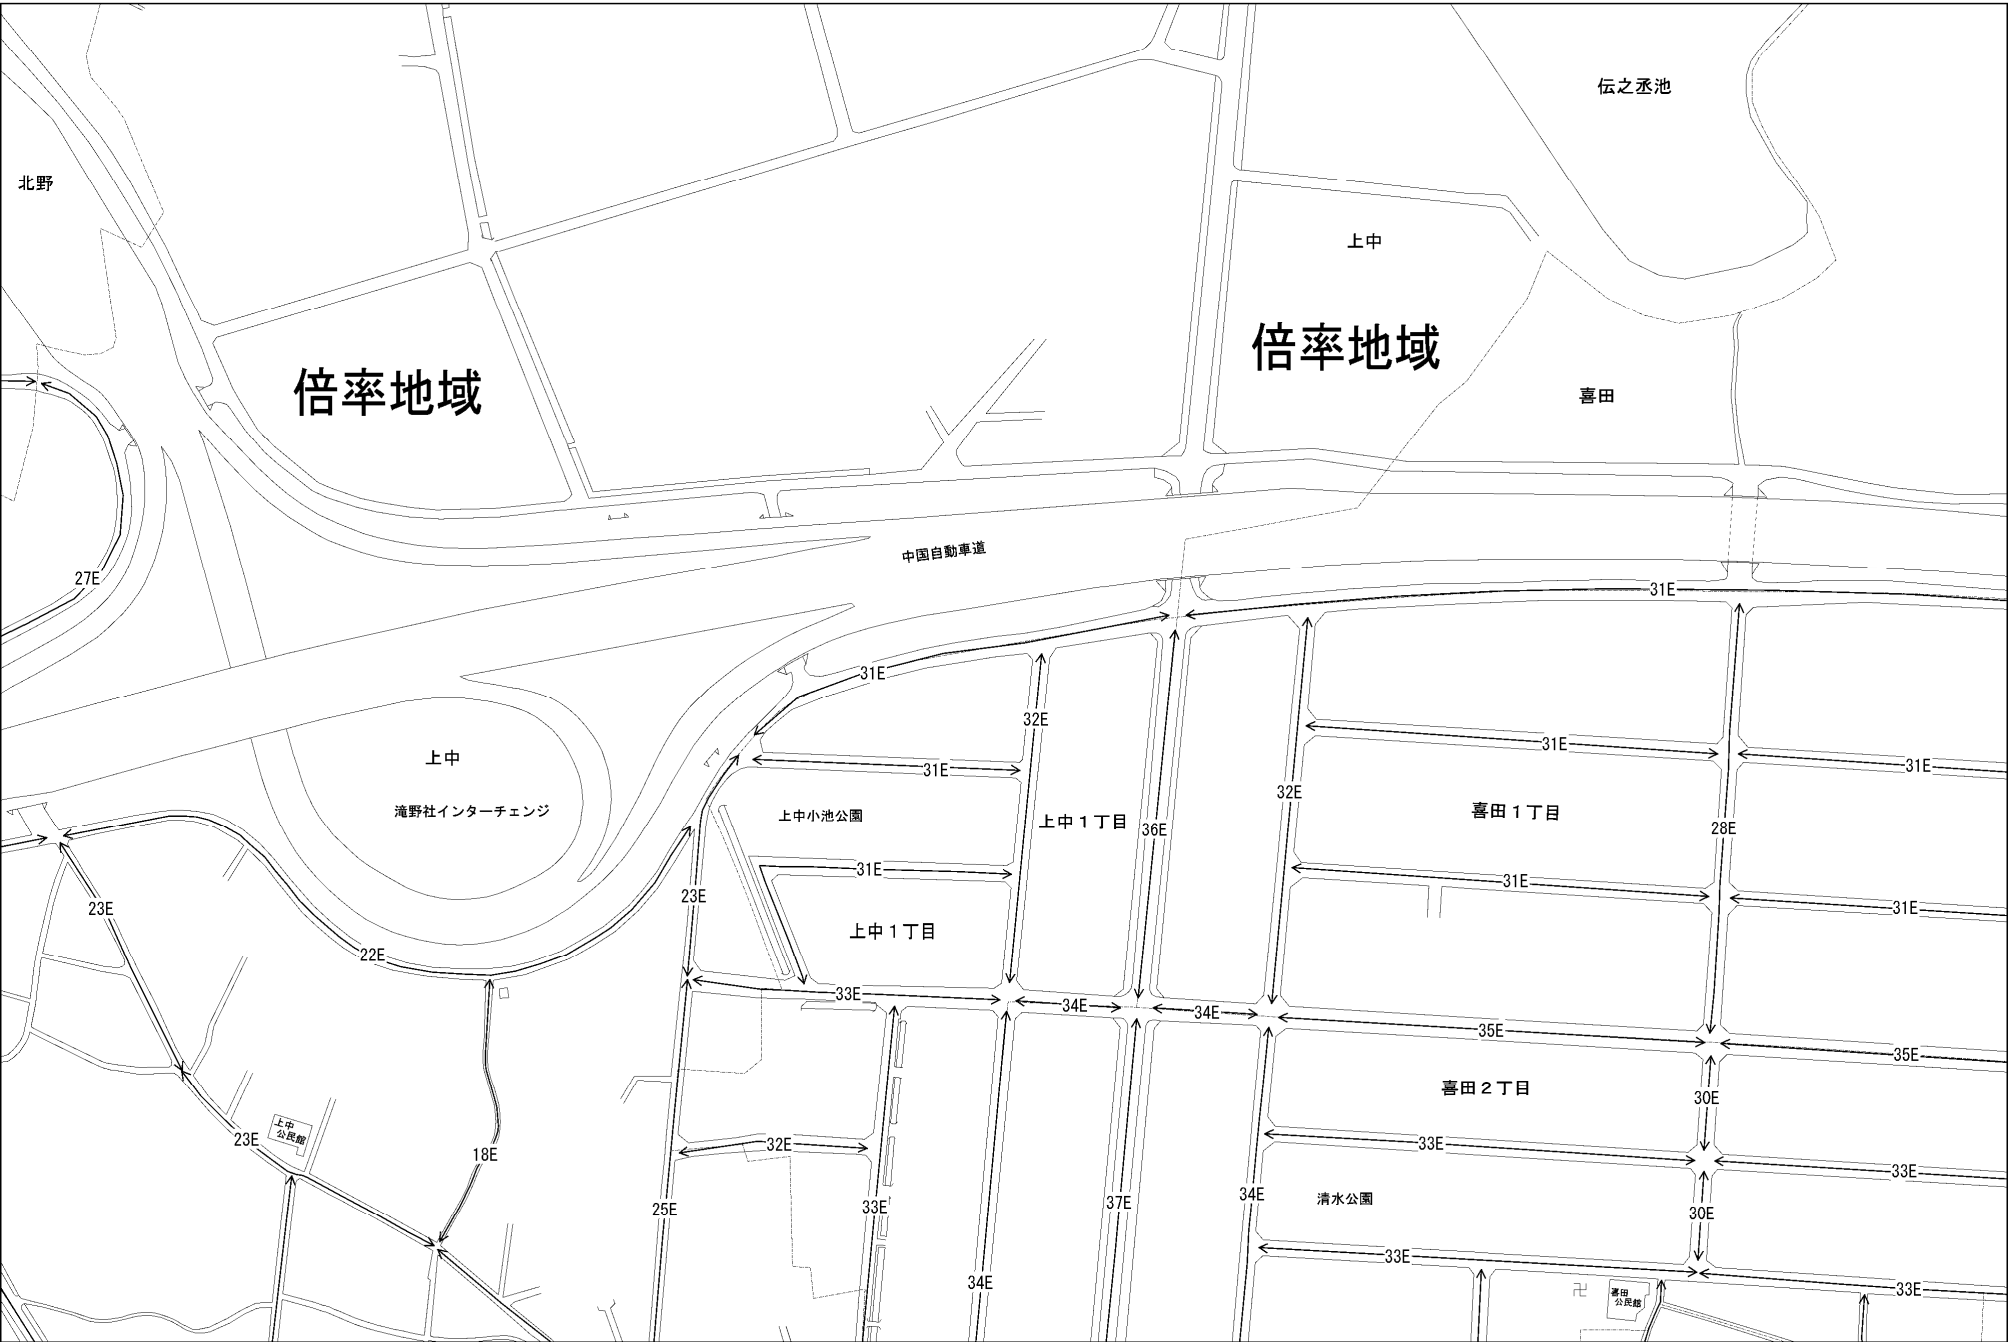 伝之丞池
北野
上中
倍率地域
倍率地域
喜田
中国自動車道
27E
31E
31E
32E
31E
31E
31E
上中
滝野社インターチェンジ
上中小池公園
上中１丁目
36E
32E
喜田１丁目
28E
31E
31E
31E
23E
23E
22E
上中１丁目
33E
34E
34E
35E
35E
喜田２丁目
30E
上中
公民館
23E
18E
32E
33E
33E
25E
33E
37E
34E
清水公園
30E
33E
34E
33E
喜田
公民館
卍